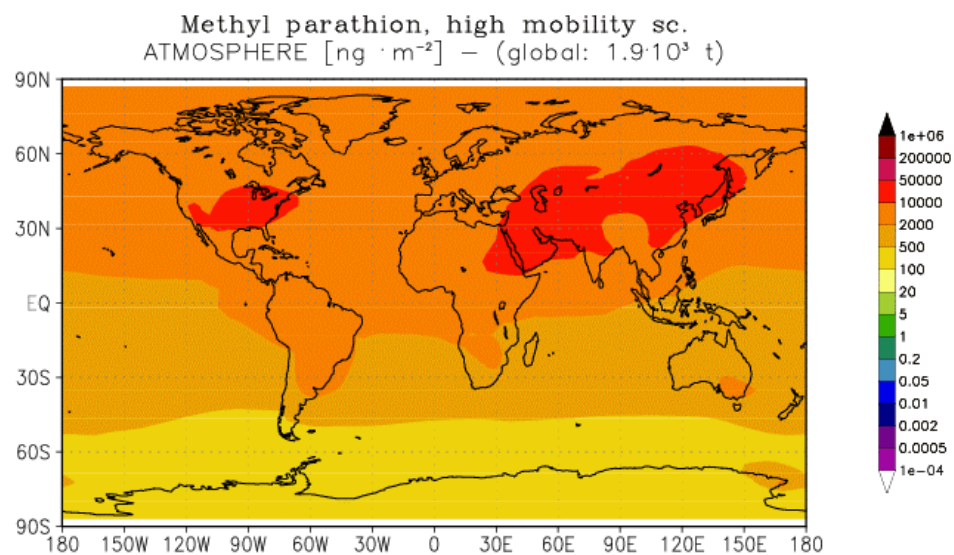 Methyl parathion, high mobility sc.
ATMOSPHERE [ng ·m⁻²] – (global: 1.9·10³ t)
90N
60N
30N
EQ
30S
60S
90S
180 150W 120W 90W 60W 30W 0 30E 60E 90E 120E 150E 180
1e+06
200000
50000
10000
2000
500
100
20
5
1
0.2
0.05
0.01
0.002
0.0005
1e-04